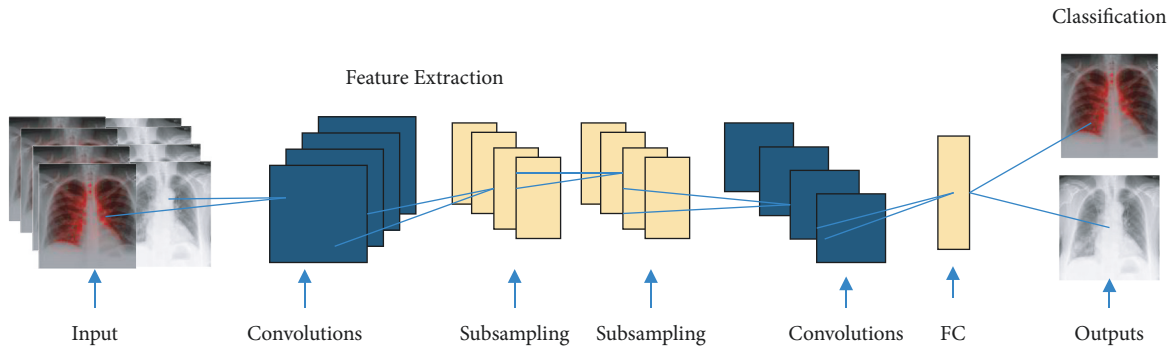 Classification
Feature Extraction
Input
Convolutions
Subsampling
Subsampling
Convolutions
FC
Outputs